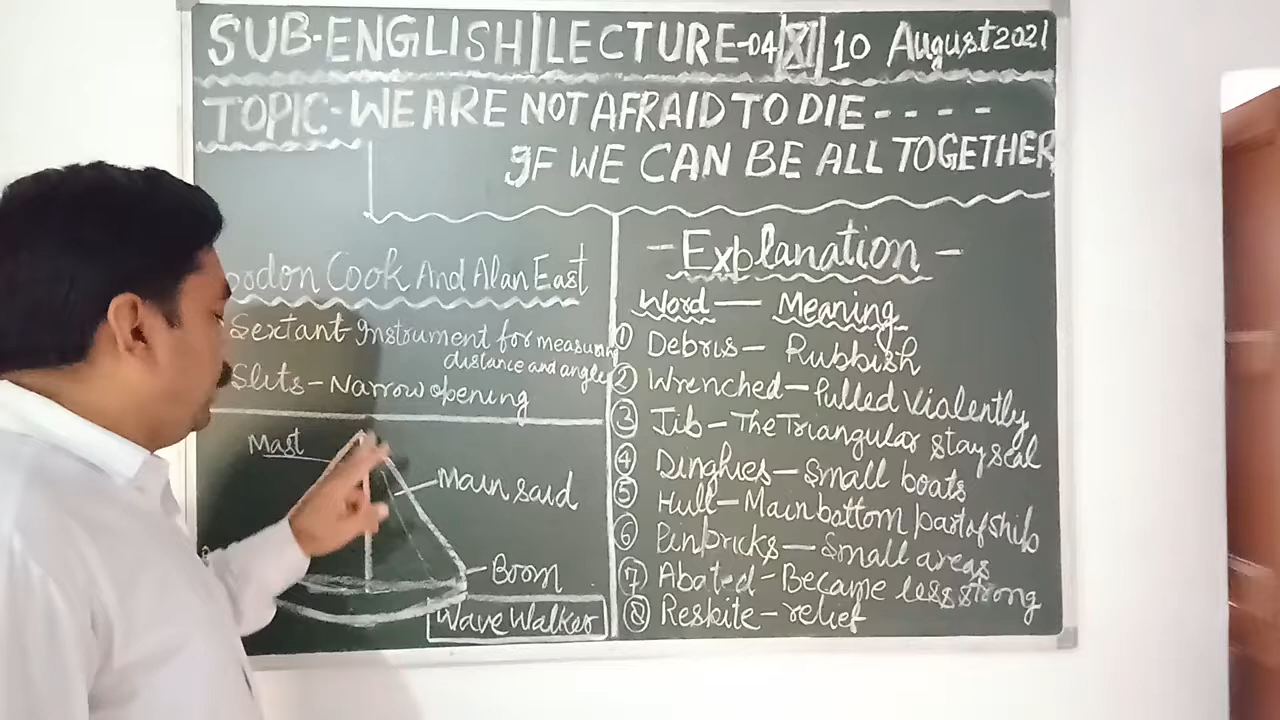 SUB-ENGLISH|LECTURE-04|XI|10 August 2021
TOPIC-WE ARE NOT AFRAID TO DIE----
IF WE CAN BE ALL TOGETHER
odon Cook And Alan East
Sextant Instrument for measuring
distance and angle
Slits-Narrow opening
Mast
Main said
Boom
Wave Walker
-Explanation-
Word - Meaning
① Debris - Rubbish
② Wrenched - Pulled Violently
③ Jib - The Triangular stay seal
④ Dinghies - Small boats
⑤ Hull - Main bottom part of ship
⑥ Pinpricks - Small areas
⑦ Abated - Became less strong
⑧ Respite - relief